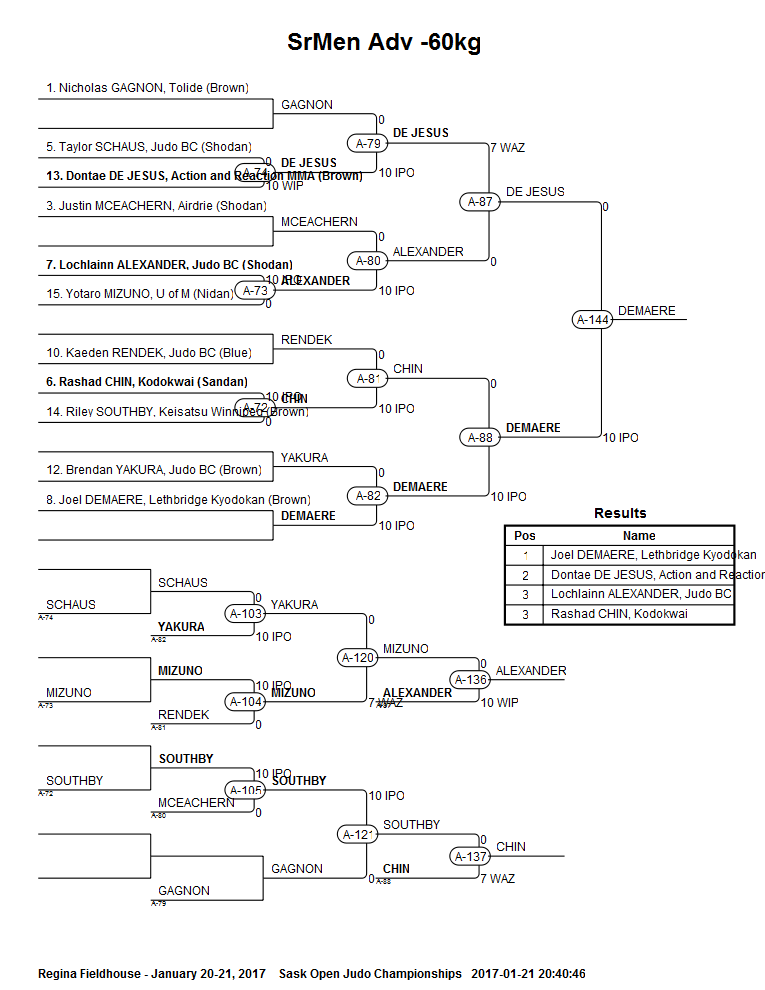 SrMen Adv -60kg
1. Nicholas GAGNON, Tolide (Brown)
GAGNON
0
A-79
DE JESUS
7 WAZ
5. Taylor SCHAUS, Judo BC (Shodan)
0
A-74
DE JESUS
10 IPO
13. Dontae DE JESUS, Action and Reaction MMA (Brown)
10 WIP
A-87
DE JESUS
0
3. Justin MCEACHERN, Airdrie (Shodan)
MCEACHERN
0
A-80
ALEXANDER
0
7. Lochlainn ALEXANDER, Judo BC (Shodan)
10 IPO
A-73
ALEXANDER
10 IPO
15. Yotaro MIZUNO, U of M (Nidan)
0
A-144
DEMAERE
RENDEK
0
10. Kaeden RENDEK, Judo BC (Blue)
A-81
CHIN
0
6. Rashad CHIN, Kodokwai (Sandan)
10 IPO
A-72
CHIN
10 IPO
14. Riley SOUTHBY, Keisatsu Winnipeg (Brown)
0
A-88
DEMAERE
10 IPO
YAKURA
0
12. Brendan YAKURA, Judo BC (Brown)
A-82
DEMAERE
10 IPO
8. Joel DEMAERE, Lethbridge Kyodokan (Brown)
DEMAERE
10 IPO
Results
Pos Name
1 Joel DEMAERE, Lethbridge Kyodokan
2 Dontae DE JESUS, Action and Reaction
3 Lochlainn ALEXANDER, Judo BC
3 Rashad CHIN, Kodokwai
SCHAUS
0
SCHAUS
A-74
A-103
YAKURA
0
YAKURA
A-82
10 IPO
A-120
MIZUNO
0
MIZUNO
10 IPO
MIZUNO
A-73
A-104
MIZUNO
7 WAZ
ALEXANDER
A-87
A-136
ALEXANDER
10 WIP
RENDEK
A-81
0
SOUTHBY
10 IPO
SOUTHBY
A-72
A-105
SOUTHBY
10 IPO
MCEACHERN
A-80
0
A-121
SOUTHBY
0
A-137
CHIN
GAGNON
0
CHIN
A-88
7 WAZ
GAGNON
A-79
Regina Fieldhouse - January 20-21, 2017 Sask Open Judo Championships 2017-01-21 20:40:46